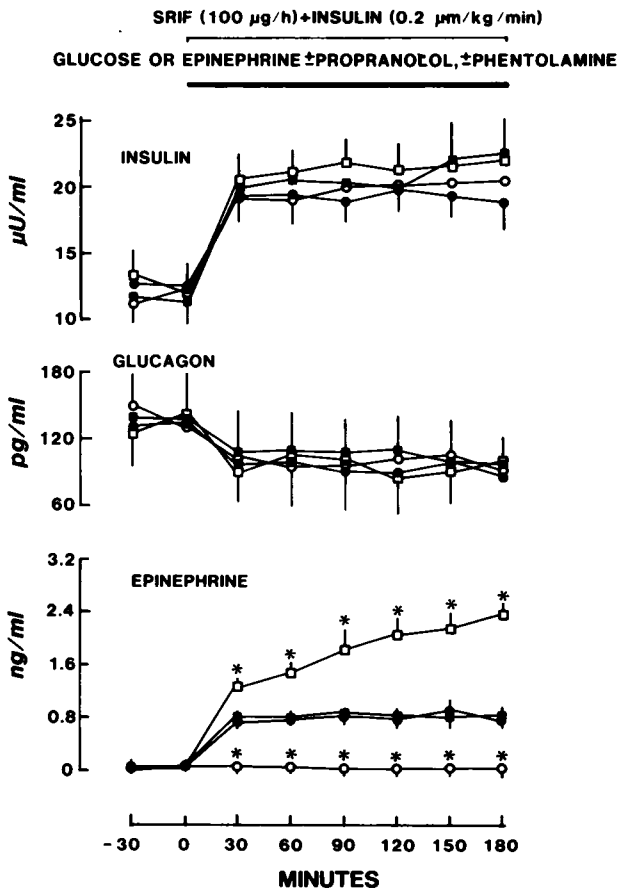 SRIF (100 µg/h)+INSULIN (0.2 µm/kg/min)
GLUCOSE OR EPINEPHRINE ±PROPRANOLOL, ±PHENTOLAMINE
25
INSULIN
20
µU/ml
15
10
180
GLUCAGON
pg/ml
120
60
3.2
EPINEPHRINE
2.4
ng/ml
1.6
0.8
0
* * * * * *
* * * * * *
-30 0 30 60 90 120 150 180
MINUTES